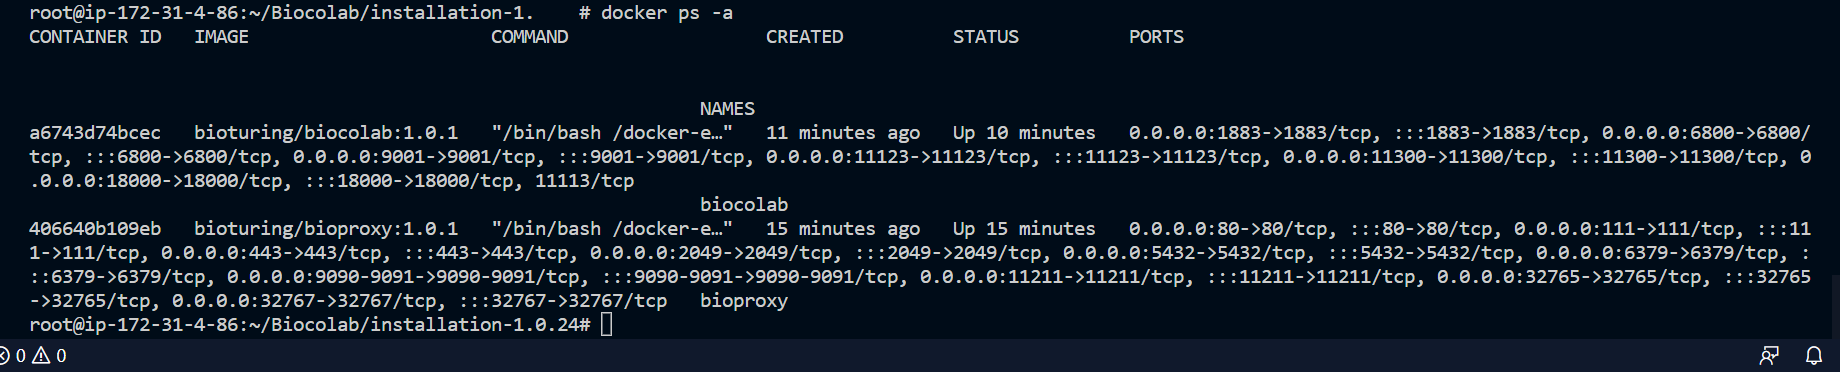 root@ip-172-31-4-86:~/Biocolab/installation-1.    # docker ps -a
CONTAINER ID   IMAGE                      COMMAND                  CREATED          STATUS          PORTS
NAMES
a6743d74bcec   bioturing/biocolab:1.0.1   "/bin/bash /docker-e…"   11 minutes ago   Up 10 minutes   0.0.0.0:1883->1883/tcp, :::1883->1883/tcp, 0.0.0.0:6800->6800/
tcp, :::6800->6800/tcp, 0.0.0.0:9001->9001/tcp, :::9001->9001/tcp, 0.0.0.0:11123->11123/tcp, :::11123->11123/tcp, 0.0.0.0:11300->11300/tcp, :::11300->11300/tcp, 0
.0.0.0:18000->18000/tcp, :::18000->18000/tcp, 11113/tcp
biocolab
406640b109eb   bioturing/bioproxy:1.0.1   "/bin/bash /docker-e…"   15 minutes ago   Up 15 minutes   0.0.0.0:80->80/tcp, :::80->80/tcp, 0.0.0.0:111->111/tcp, :::11
1->111/tcp, 0.0.0.0:443->443/tcp, :::443->443/tcp, 0.0.0.0:2049->2049/tcp, :::2049->2049/tcp, 0.0.0.0:5432->5432/tcp, :::5432->5432/tcp, 0.0.0.0:6379->6379/tcp, :
::6379->6379/tcp, 0.0.0.0:9090-9091->9090-9091/tcp, :::9090-9091->9090-9091/tcp, 0.0.0.0:11211->11211/tcp, :::11211->11211/tcp, 0.0.0.0:32765->32765/tcp, :::32765
->32765/tcp, 0.0.0.0:32767->32767/tcp, :::32767->32767/tcp   bioproxy
root@ip-172-31-4-86:~/Biocolab/installation-1.0.24#
0 0